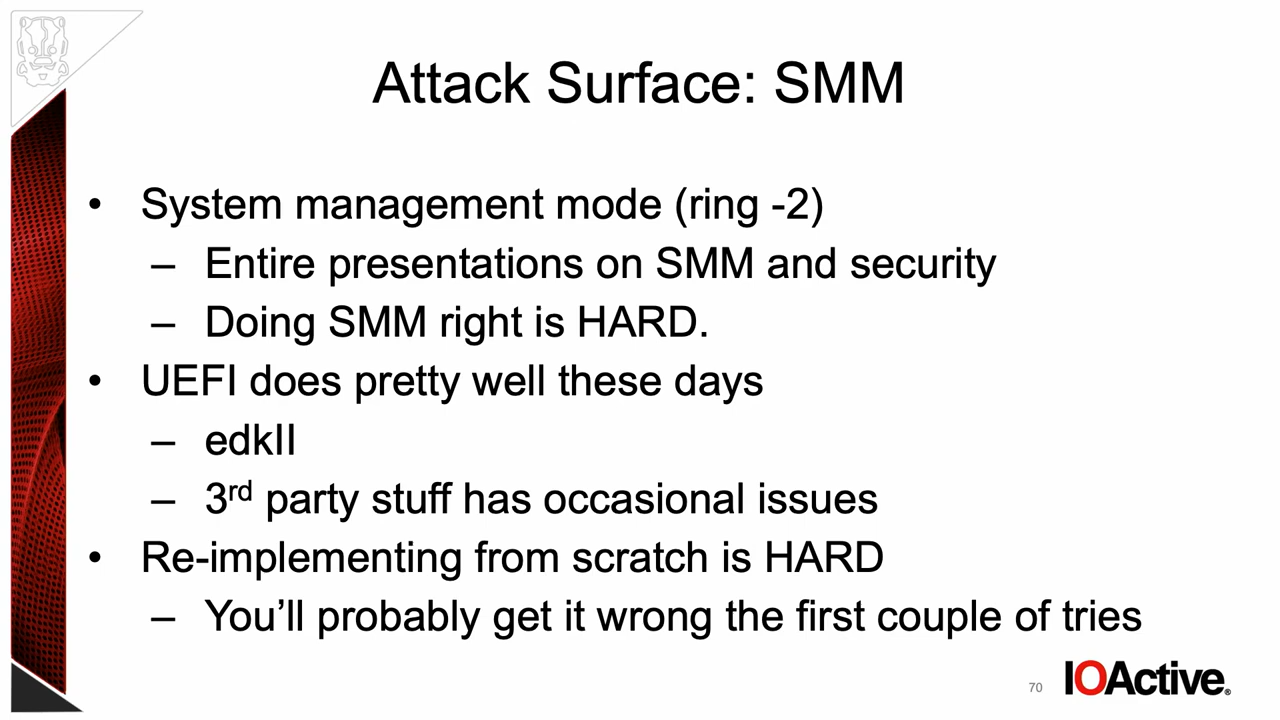 Attack Surface: SMM
• System management mode (ring -2)
– Entire presentations on SMM and security
– Doing SMM right is HARD.
• UEFI does pretty well these days
– edkII
– 3rd party stuff has occasional issues
• Re-implementing from scratch is HARD
– You’ll probably get it wrong the first couple of tries
70
IOActive®